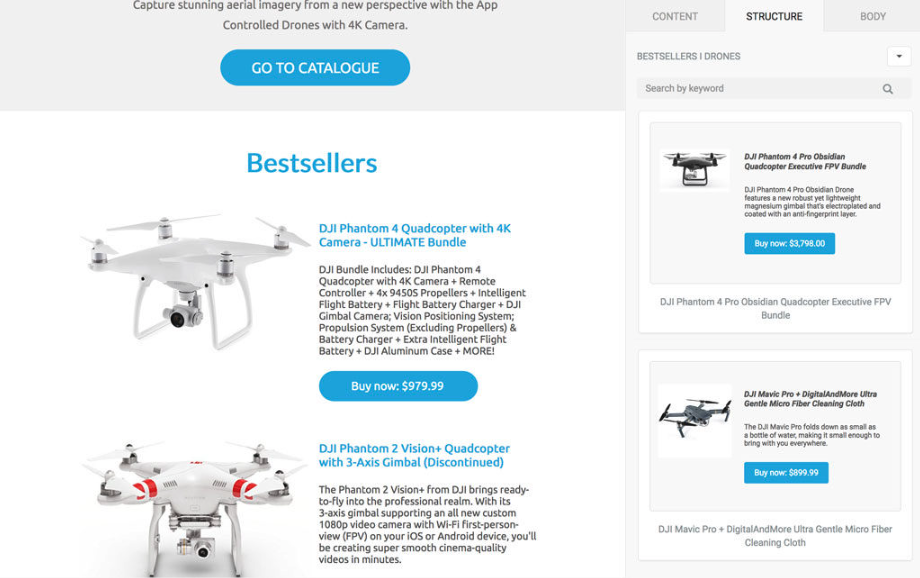 Capture stunning aerial imagery from a new perspective with the App
Controlled Drones with 4K Camera.
GO TO CATALOGUE
Bestsellers
DJI Phantom 4 Quadcopter with 4K
Camera - ULTIMATE Bundle
DJI Bundle Includes: DJI Phantom 4
Quadcopter with 4K Camera + Remote
Controller + 4x 9450S Propellers + Intelligent
Flight Battery + Flight Battery Charger + DJI
Gimbal Camera; Vision Positioning System;
Propulsion System (Excluding Propellers) &
Battery Charger + Extra Intelligent Flight
Battery + DJI Aluminum Case + MORE!
Buy now: $979.99
DJI Phantom 2 Vision+ Quadcopter
with 3-Axis Gimbal (Discontinued)
The Phantom 2 Vision+ from DJI brings ready-
to-fly into the professional realm. With its
3-axis gimbal supporting an all new custom
1080p video camera with Wi-Fi first-person-
view (FPV) on your iOS or Android device, you'll
be creating super smooth cinema-quality
videos in minutes.
CONTENT
STRUCTURE
BODY
BESTSELLERS I DRONES
Search by keyword
DJI Phantom 4 Pro Obsidian
Quadcopter Executive FPV Bundle
DJI Phantom 4 Pro Obsidian Drone
features a new robust yet lightweight
magnesium gimbal that's electroplated and
coated with an anti-fingerprint layer.
Buy now: $3,798.00
DJI Phantom 4 Pro Obsidian Quadcopter Executive FPV
Bundle
DJI Mavic Pro + DigitalAndMore Ultra
Gentle Micro Fiber Cleaning Cloth
The DJI Mavic Pro folds down as small as
a bottle of water, making it small enough to
bring with you everywhere.
Buy now: $899.99
DJI Mavic Pro + DigitalAndMore Ultra Gentle Micro Fiber
Cleaning Cloth